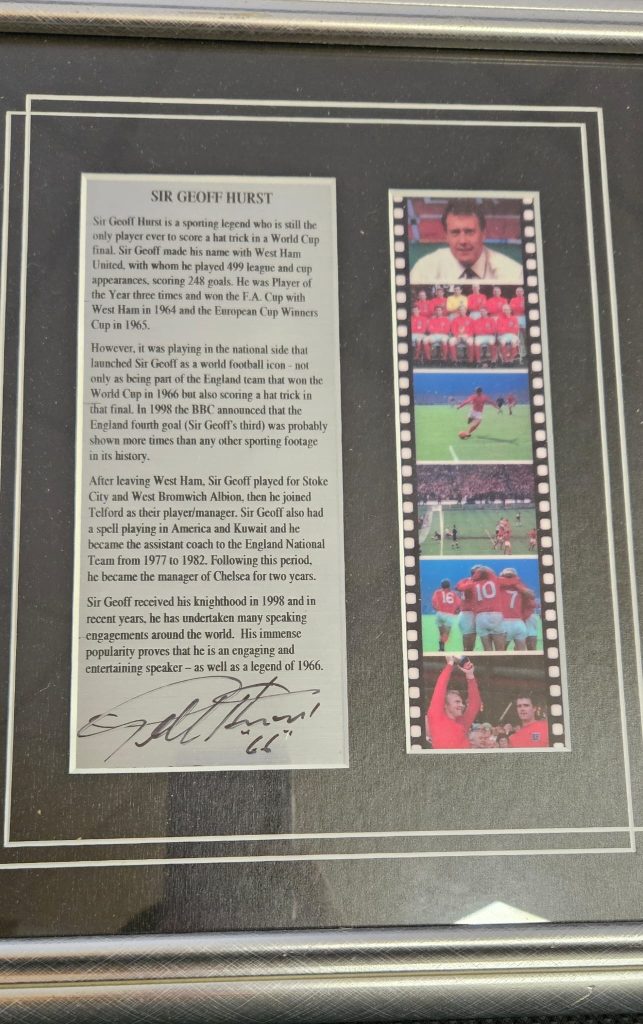 SIR GEOFF HURST
Sir Geoff Hurst is a sporting legend who is still the
only player ever to score a hat trick in a World Cup
final. Sir Geoff made his name with West Ham
United, with whom he played 499 league and cup
appearances, scoring 248 goals. He was Player of
the Year three times and won the F.A. Cup with
West Ham in 1964 and the European Cup Winners
Cup in 1965.
However, it was playing in the national side that
launched Sir Geoff as a world football icon - not
only as being part of the England team that won the
World Cup in 1966 but also scoring a hat trick in
that final. In 1998 the BBC announced that the
England fourth goal (Sir Geoff's third) was probably
shown more times than any other sporting footage
in its history.
After leaving West Ham, Sir Geoff played for Stoke
City and West Bromwich Albion, then he joined
Telford as their player/manager. Sir Geoff also had
a spell playing in America and Kuwait and he
became the assistant coach to the England National
Team from 1977 to 1982. Following this period,
he became the manager of Chelsea for two years.
Sir Geoff received his knighthood in 1998 and in
recent years, he has undertaken many speaking
engagements around the world. His immense
popularity proves that he is an engaging and
entertaining speaker – as well as a legend of 1966.
Geoff Hurst
"66"
16 10 7